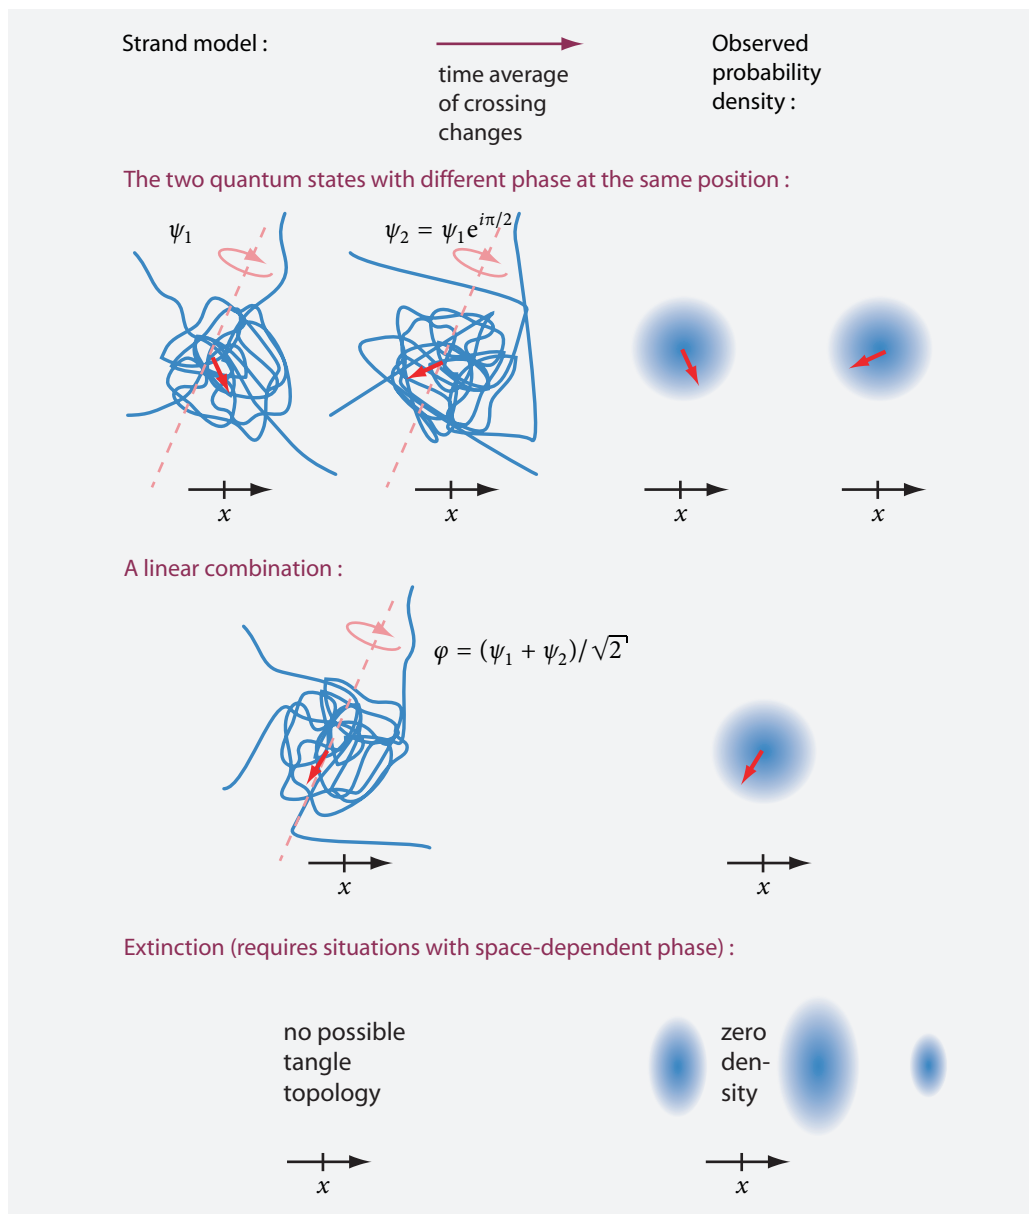 Strand model :
time average
of crossing
changes
Observed
probability
density :
The two quantum states with different phase at the same position :
ψ₁
ψ₂ = ψ₁e^{iπ/2}
x
x
x
x
A linear combination :
φ = (ψ₁ + ψ₂)/√2
x
x
Extinction (requires situations with space-dependent phase) :
no possible
tangle
topology
zero
den-
sity
x
x